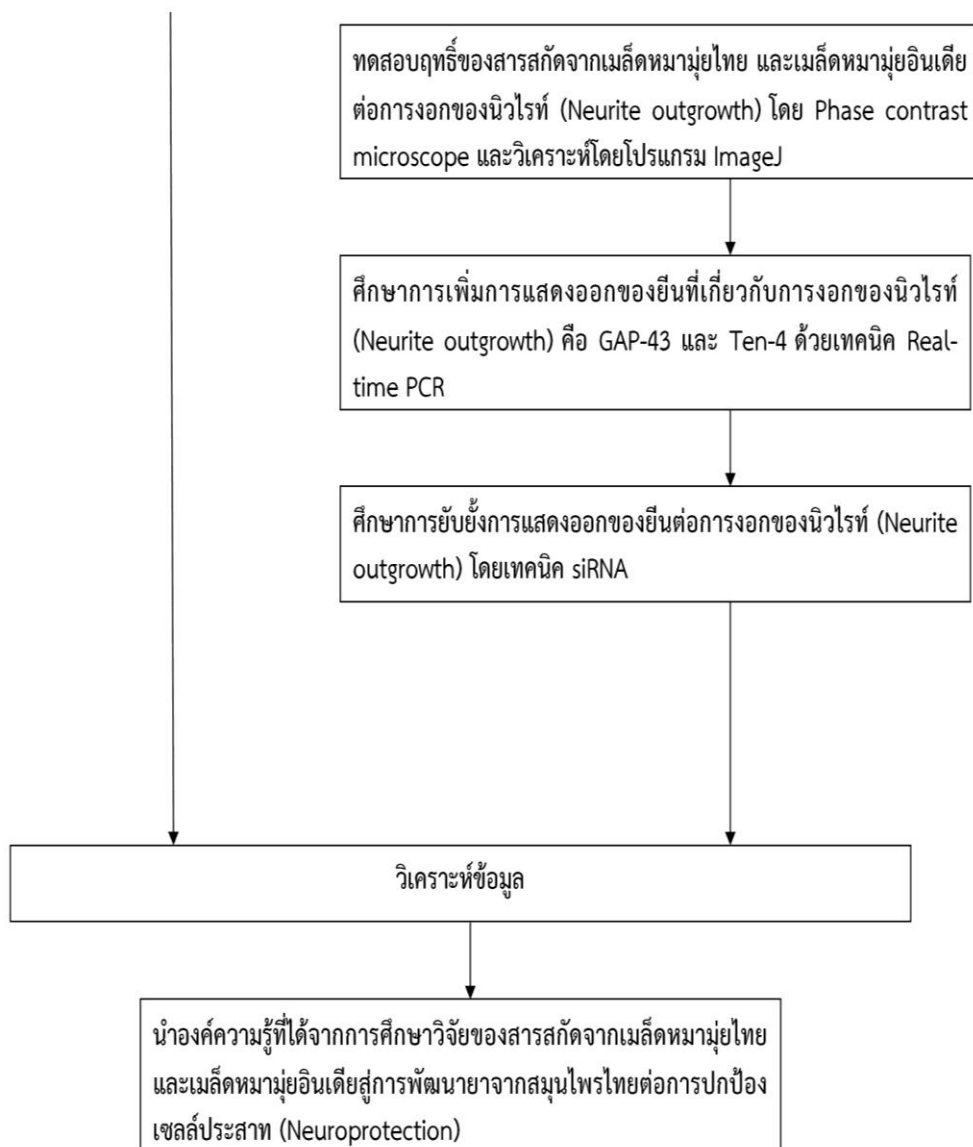 ทดสอบฤทธิ์ของสารสกัดจากเมล็ดหมามุ่ยไทย และเมล็ดหมามุ่ยอินเดีย
ต่อการงอกของนิวไรท์ (Neurite outgrowth) โดย Phase contrast
microscope และวิเคราะห์โดยโปรแกรม ImageJ
ศึกษาการเพิ่มการแสดงออกของยีนที่เกี่ยวกับการงอกของนิวไรท์
(Neurite outgrowth) คือ GAP-43 และ Ten-4 ด้วยเทคนิค Real-
time PCR
ศึกษาการยับยั้งการแสดงออกของยีนต่อการงอกของนิวไรท์ (Neurite
outgrowth) โดยเทคนิค siRNA
วิเคราะห์ข้อมูล
นำองค์ความรู้ที่ได้จากการศึกษาวิจัยของสารสกัดจากเมล็ดหมามุ่ยไทย
และเมล็ดหมามุ่ยอินเดียสู่การพัฒนายาจากสมุนไพรไทยต่อการปกป้อง
เซลล์ประสาท (Neuroprotection)